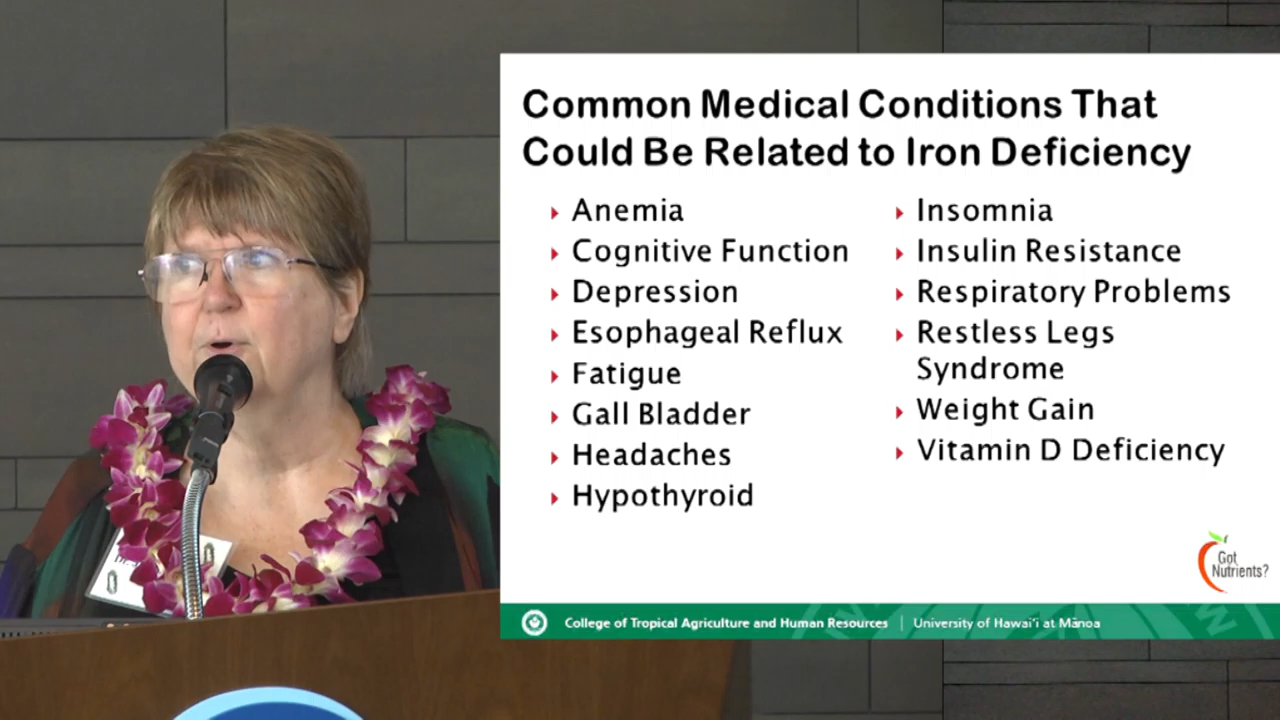 Common Medical Conditions That
Could Be Related to Iron Deficiency
Anemia
Cognitive Function
Depression
Esophageal Reflux
Fatigue
Gall Bladder
Headaches
Hypothyroid
Insomnia
Insulin Resistance
Respiratory Problems
Restless Legs
Syndrome
Weight Gain
Vitamin D Deficiency
Got
Nutrients?
College of Tropical Agriculture and Human Resources | University of Hawai‘i at Mānoa